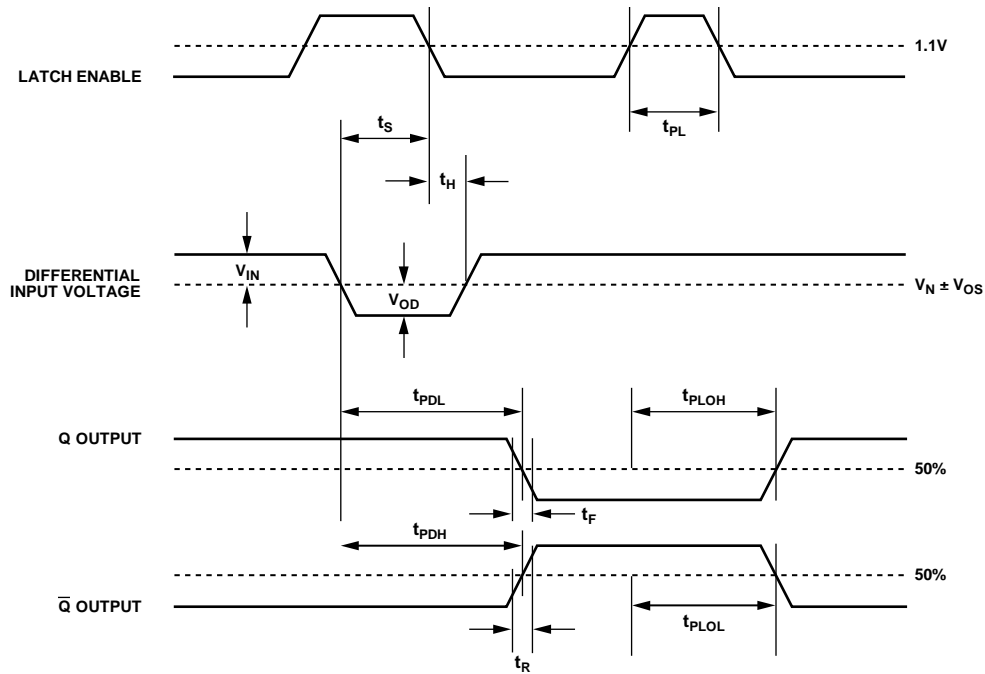 1.1V
LATCH ENABLE
tS
tPL
tH
VIN
DIFFERENTIAL
INPUT VOLTAGE
VOD
VN ± VOS
tPDL
tPLOH
Q OUTPUT
50%
tF
tPDH
50%
Q̅ OUTPUT
tPLOL
tR